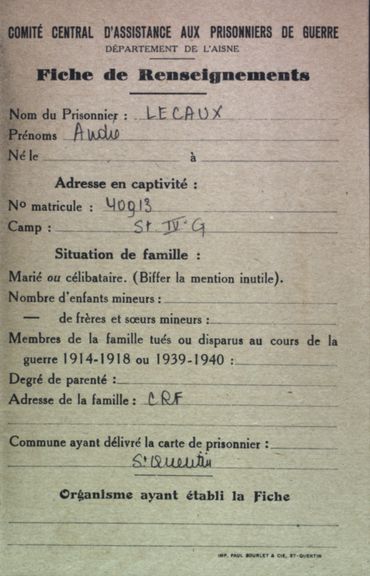 COMITÉ CENTRAL D'ASSISTANCE AUX PRISONNIERS DE GUERRE
DÉPARTEMENT DE L'AISNE
Fiche de Renseignements
Nom du Prisonnier : LECAUX
Prénoms André
Né le à
Adresse en captivité :
No matricule : 40913
Camp : St IV-G
Situation de famille :
Marié ou célibataire. (Biffer la mention inutile).
Nombre d'enfants mineurs :
— de frères et sœurs mineurs :
Membres de la famille tués ou disparus au cours de la
guerre 1914-1918 ou 1939-1940 :
Degré de parenté :
Adresse de la famille : CRF
Commune ayant délivré la carte de prisonnier :
St Quentin
Organisme ayant établi la Fiche
IMP. PAUL BOURLET & CIE, ST-QUENTIN